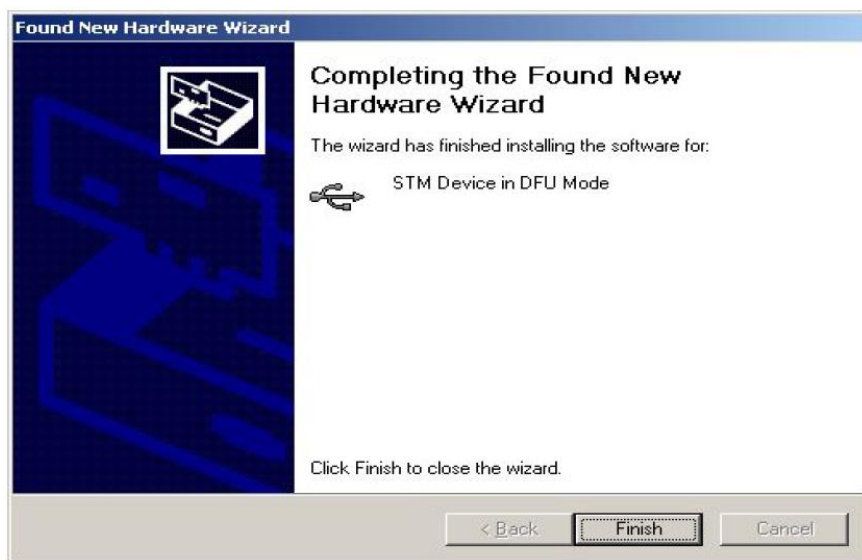 Found New Hardware Wizard
Completing the Found New
Hardware Wizard
The wizard has finished installing the software for:
STM Device in DFU Mode
Click Finish to close the wizard.
< Back
Finish
Cancel